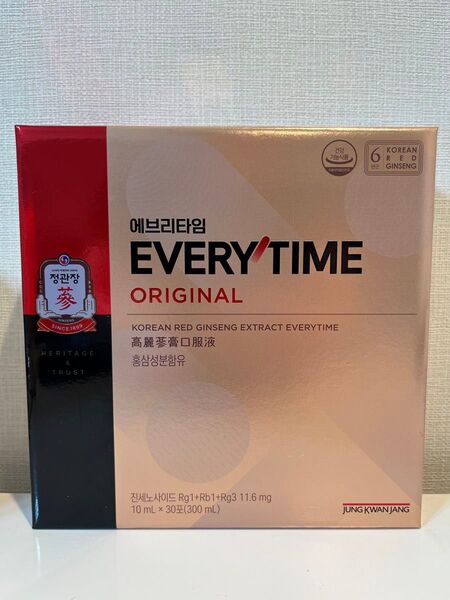 건강
기능식품
6
년근
KOREAN
RED
GINSENG
에브리타임
EVERY'TIME
ORIGINAL
KOREAN RED GINSENG EXTRACT EVERYTIME
高麗蔘膏口服液
홍삼성분함유
정관장
蔘
SINCE 1899
HERITAGE
&
TRUST
진세노사이드 Rg1+Rb1+Rg3 11.6 mg
10 mL × 30포(300 mL)
JUNG KWAN JANG